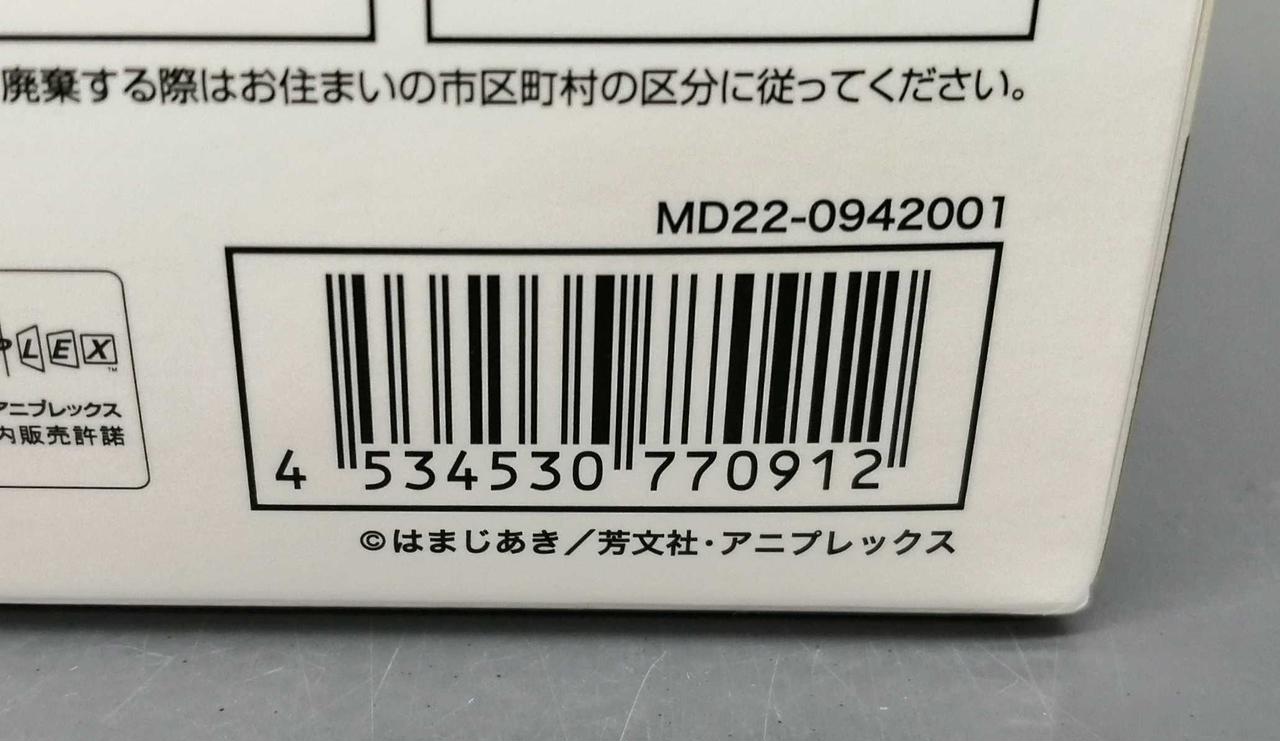 廃棄する際はお住まいの市区町村の区分に従ってください。
MD22-0942001
PLEX™
アニプレックス
内販売許諾
4 534530 770912
©はまじあき／芳文社・アニプレックス